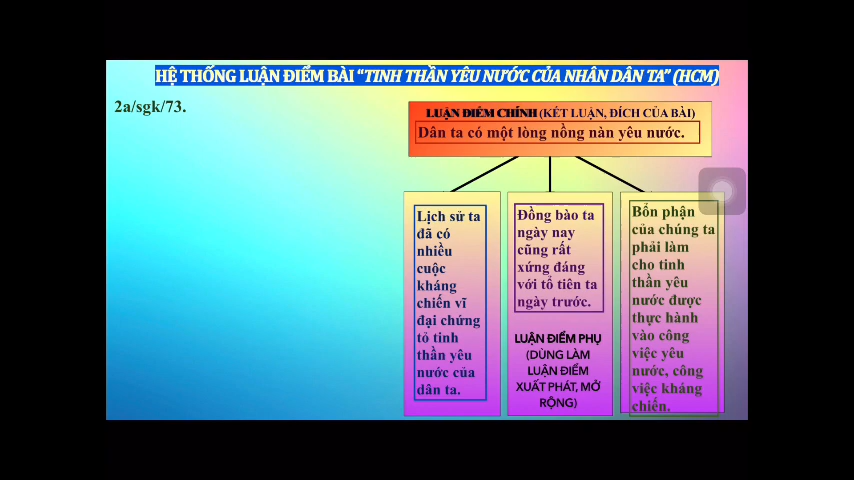 HỆ THỐNG LUẬN ĐIỂM BÀI “TINH THẦN YÊU NƯỚC CỦA NHÂN DÂN TA” (HCM)
2a/sgk/73.
LUẬN ĐIỂM CHÍNH (KẾT LUẬN, ĐÍCH CỦA BÀI)
Dân ta có một lòng nồng nàn yêu nước.
Lịch sử ta
đã có
nhiều
cuộc
kháng
chiến vĩ
đại chứng
tỏ tinh
thần yêu
nước của
dân ta.
Đồng bào ta
ngày nay
cũng rất
xứng đáng
với tổ tiên ta
ngày trước.
LUẬN ĐIỂM PHỤ
(DÙNG LÀM
LUẬN ĐIỂM
XUẤT PHÁT, MỞ
RỘNG)
Bổn phận
của chúng ta
phải làm
cho tinh
thần yêu
nước được
thực hành
vào công
việc yêu
nước, công
việc kháng
chiến.